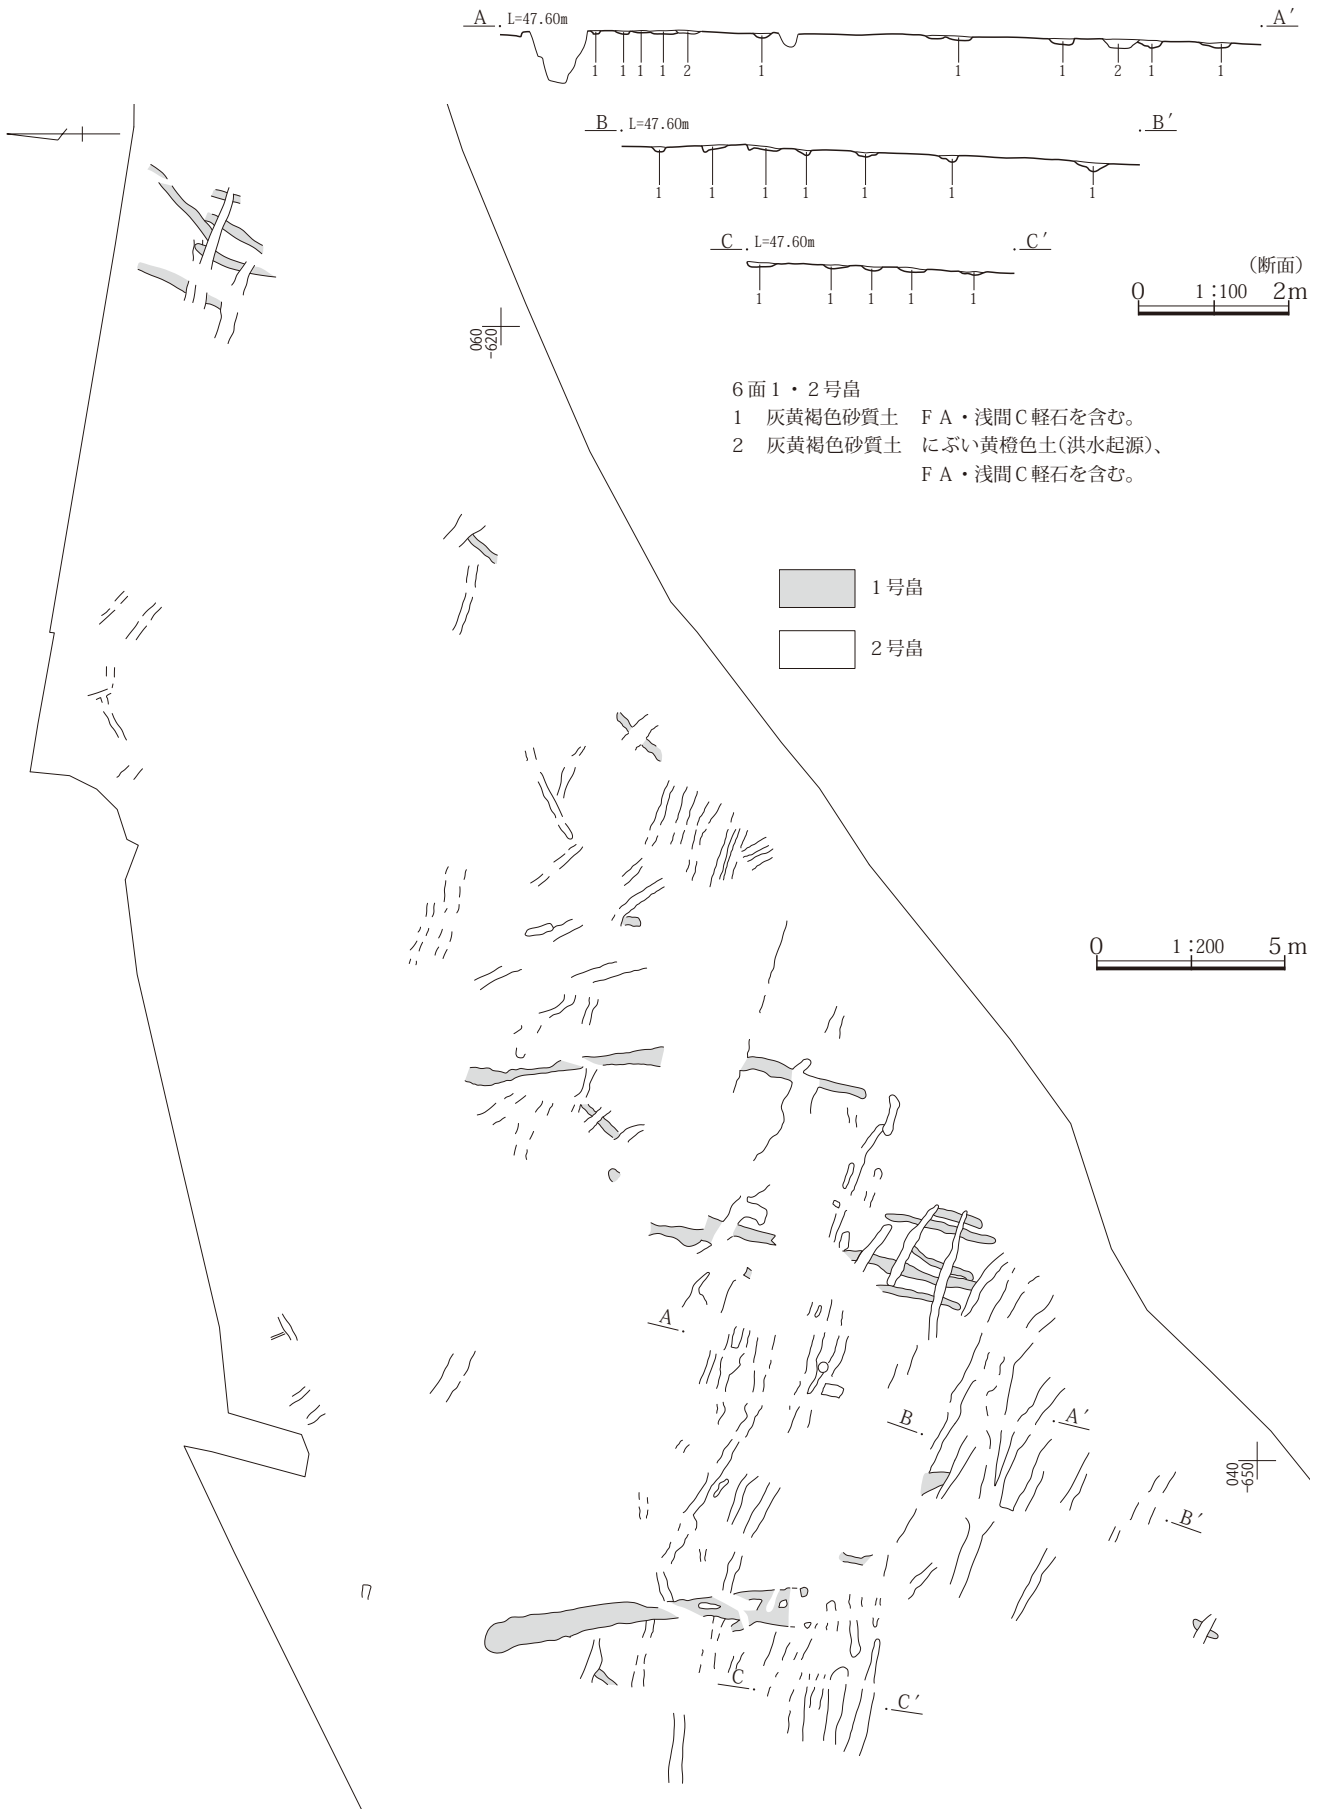 A . L=47.60m . A′
1 1 1 1 2 1 1 1 2 1 1
B . L=47.60m . B′
1 1 1 1 1 1 1
C . L=47.60m . C′
1 1 1 1 1
(断面)
0 1:100 2m
060
-620
6面1・2号畠
1 灰黄褐色砂質土 FA・浅間C軽石を含む。
2 灰黄褐色砂質土 にぶい黄橙色土(洪水起源)、
FA・浅間C軽石を含む。
1号畠
2号畠
0 1:200 5m
A .
B .
. A′
040
-650
. B′
C .
. C′